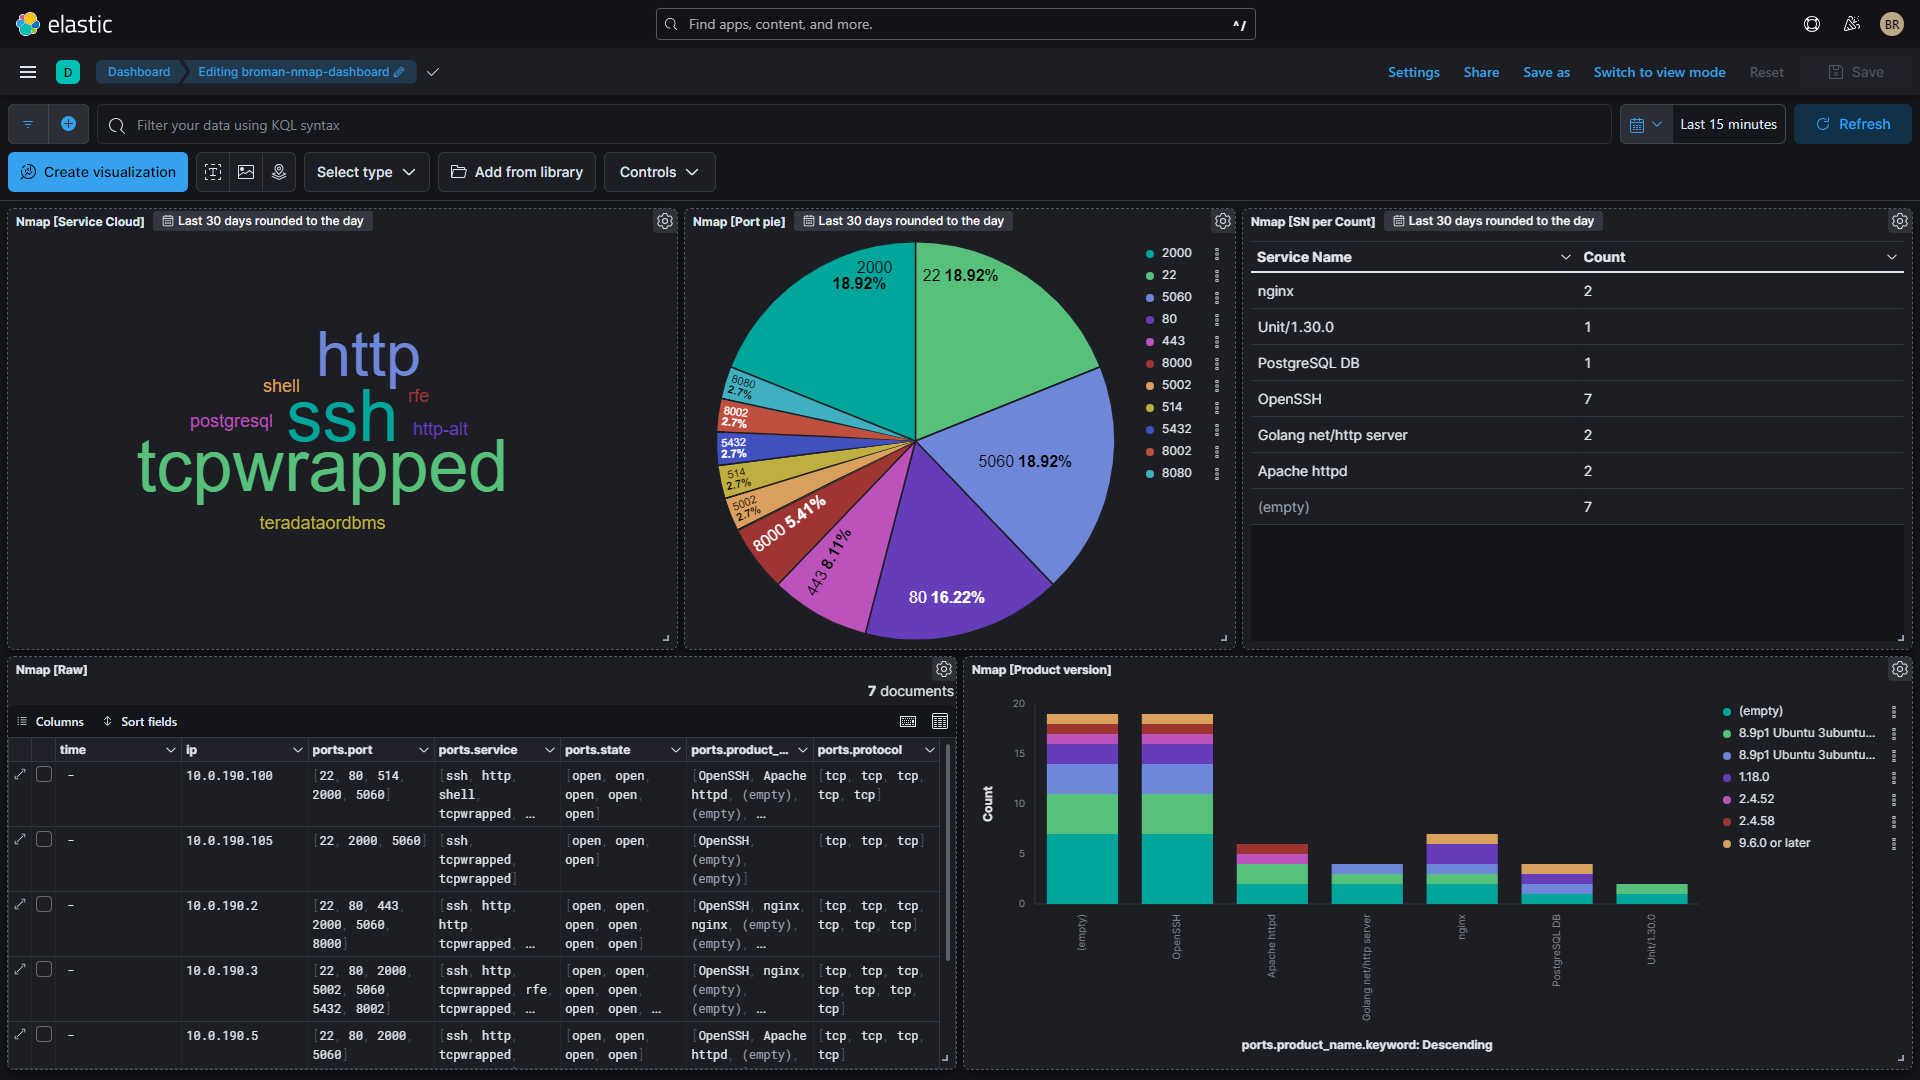 elastic
Find apps, content, and more.
^/
BR
D
Dashboard
Editing broman-nmap-dashboard
Settings
Share
Save as
Switch to view mode
Reset
Save
Filter your data using KQL syntax
Last 15 minutes
Refresh
Create visualization
Select type
Add from library
Controls
Nmap [Service Cloud]
Last 30 days rounded to the day
http
shell
rfe
ssh
postgresql
http-alt
tcpwrapped
teradataordbms
Nmap [Port pie]
Last 30 days rounded to the day
2000
18.92%
22 18.92%
5060 18.92%
80 16.22%
443 8.11%
8000 5.41%
5002
2.7%
514
2.7%
5432
2.7%
8002
2.7%
8080
2.7%
2000
22
5060
80
443
8000
5002
514
5432
8002
8080
Nmap [SN per Count]
Last 30 days rounded to the day
Service Name Count
nginx 2
Unit/1.30.0 1
PostgreSQL DB 1
OpenSSH 7
Golang net/http server 2
Apache httpd 2
(empty) 7
Nmap [Raw]
7 documents
Columns
Sort fields
time ip ports.port ports.service ports.state ports.product_... ports.protocol
- 10.0.190.100 [22, 80, 514, [ssh, http, [open, open, [OpenSSH, Apache [tcp, tcp, tcp,
2000, 5060] shell, open, open, httpd, (empty), tcp, tcp]
tcpwrapped, ... open] (empty), ...
- 10.0.190.105 [22, 2000, 5060] [ssh, [open, open, [OpenSSH, [tcp, tcp, tcp]
tcpwrapped, open] (empty),
tcpwrapped] (empty)]
- 10.0.190.2 [22, 80, 443, [ssh, http, [open, open, [OpenSSH, nginx, [tcp, tcp, tcp,
2000, 5060, http, open, open, nginx, (empty), tcp, tcp, tcp]
8000] tcpwrapped, ... open, open] (empty), ...
- 10.0.190.3 [22, 80, 2000, [ssh, http, [open, open, [OpenSSH, nginx, [tcp, tcp, tcp,
5002, 5060, tcpwrapped, rfe, open, open, (empty), tcp, tcp, tcp,
5432, 8002] tcpwrapped, ... open, open, ... (empty), ... tcp]
- 10.0.190.5 [22, 80, 2000, [ssh, http, [open, open, [OpenSSH, Apache [tcp, tcp, tcp,
5060] tcpwrapped, open, open] httpd, (empty), tcp]
Nmap [Product version]
20
15
10
5
0
Count
(empty)
OpenSSH
Apache httpd
Golang net/http server
nginx
PostgreSQL DB
Unit/1.30.0
ports.product_name.keyword: Descending
(empty)
8.9p1 Ubuntu 3ubuntu...
8.9p1 Ubuntu 3ubuntu...
1.18.0
2.4.52
2.4.58
9.6.0 or later